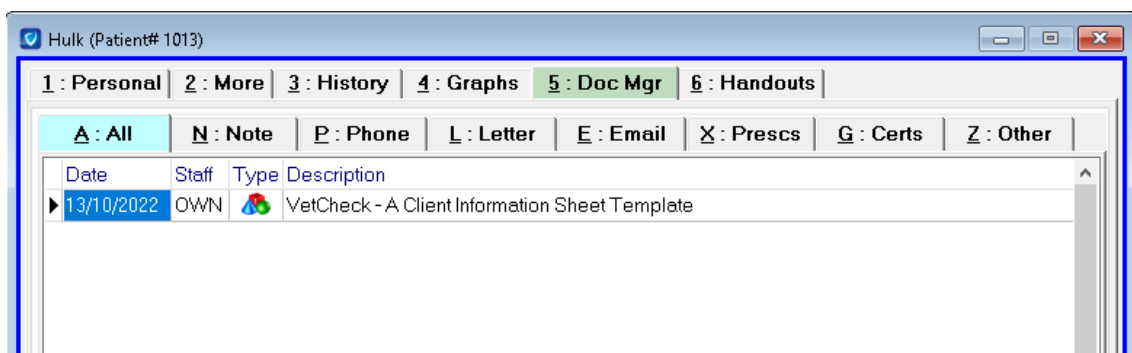 Hulk (Patient# 1013)
1 : Personal 2 : More 3 : History 4 : Graphs 5 : Doc Mgr 6 : Handouts
A : All N : Note P : Phone L : Letter E : Email X : Prescs G : Certs Z : Other
Date Staff Type Description
13/10/2022 OWN VetCheck - A Client Information Sheet Template